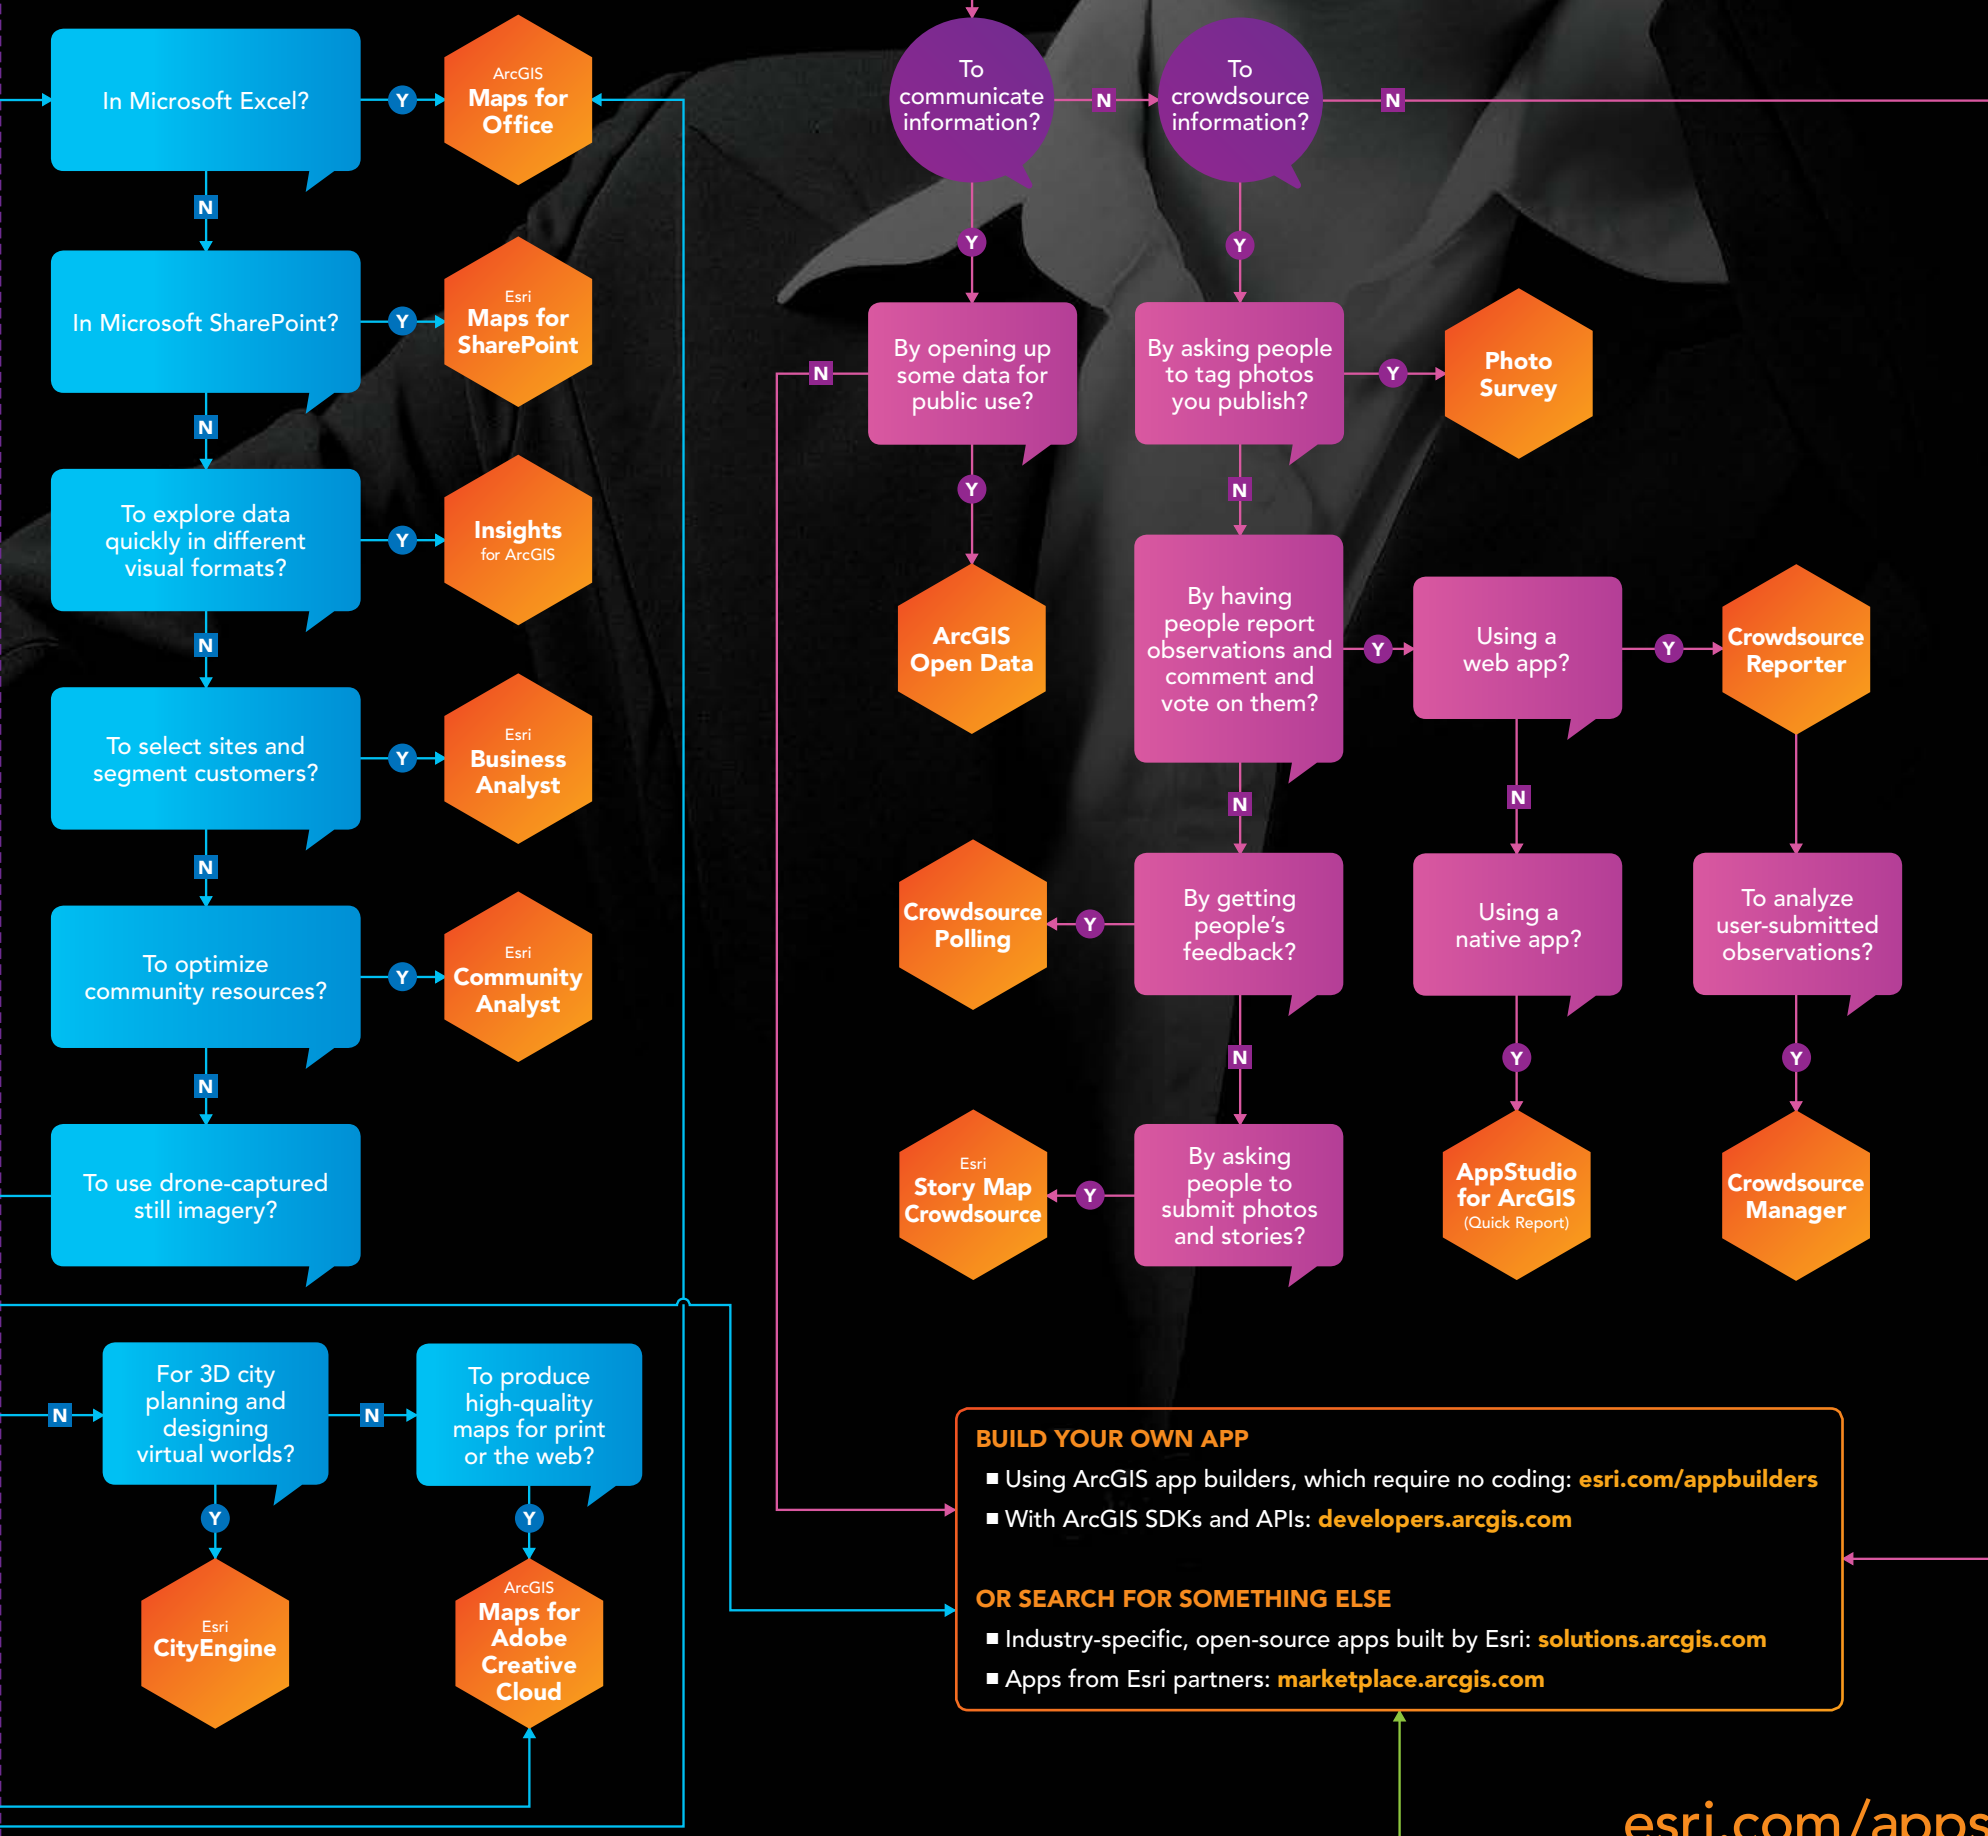 In Microsoft Excel?
Y
ArcGIS
Maps for
Office
N
In Microsoft SharePoint?
Y
Esri
Maps for
SharePoint
N
To explore data
quickly in different
visual formats?
Y
Insights
for ArcGIS
N
To select sites and
segment customers?
Y
Esri
Business
Analyst
N
To optimize
community resources?
Y
Esri
Community
Analyst
N
To use drone-captured
still imagery?
N
For 3D city
planning and
designing
virtual worlds?
N
To produce
high-quality
maps for print
or the web?
Y
Y
Esri
CityEngine
ArcGIS
Maps for
Adobe
Creative
Cloud
To
communicate
information?
N
To
crowdsource
information?
N
Y
Y
By opening up
some data for
public use?
N
Y
ArcGIS
Open Data
By asking people
to tag photos
you publish?
Y
Photo
Survey
N
By having
people report
observations and
comment and
vote on them?
Y
Using a
web app?
Y
Crowdsource
Reporter
N
N
By getting
people's
feedback?
Y
Crowdsource
Polling
Using a
native app?
To analyze
user-submitted
observations?
N
Y
Y
By asking
people to
submit photos
and stories?
Y
Esri
Story Map
Crowdsource
AppStudio
for ArcGIS
(Quick Report)
Crowdsource
Manager
BUILD YOUR OWN APP
■ Using ArcGIS app builders, which require no coding: esri.com/appbuilders
■ With ArcGIS SDKs and APIs: developers.arcgis.com
OR SEARCH FOR SOMETHING ELSE
■ Industry-specific, open-source apps built by Esri: solutions.arcgis.com
■ Apps from Esri partners: marketplace.arcgis.com
esri.com/apps